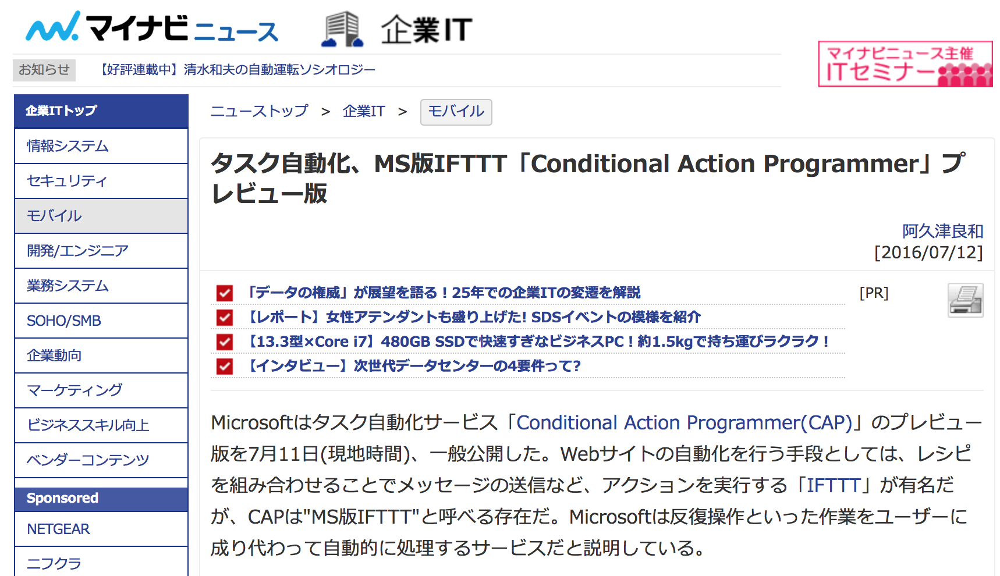 マイナビニュース 企業IT
お知らせ 【好評連載中】清水和夫の自動運転ソシオロジー
マイナビニュース主催
ITセミナー
企業ITトップ
情報システム
セキュリティ
モバイル
開発/エンジニア
業務システム
SOHO/SMB
企業動向
マーケティング
ビジネススキル向上
ベンダーコンテンツ
Sponsored
NETGEAR
ニフクラ
ニューストップ > 企業IT > モバイル
タスク自動化、MS版IFTTT「Conditional Action Programmer」プ
レビュー版
阿久津良和
[2016/07/12]
「データの権威」が展望を語る！25年での企業ITの変遷を解説
[PR]
【レポート】女性アテンダントも盛り上げた! SDSイベントの模様を紹介
【13.3型×Core i7】480GB SSDで快速すぎなビジネスPC！約1.5kgで持ち運びラクラク！
【インタビュー】次世代データセンターの4要件って?
Microsoftはタスク自動化サービス「Conditional Action Programmer(CAP)」のプレビュー
版を7月11日(現地時間)、一般公開した。Webサイトの自動化を行う手段としては、レシピ
を組み合わせることでメッセージの送信など、アクションを実行する「IFTTT」が有名だ
が、CAPは"MS版IFTTT"と呼べる存在だ。Microsoftは反復操作といった作業をユーザーに
成り代わって自動的に処理するサービスだと説明している。